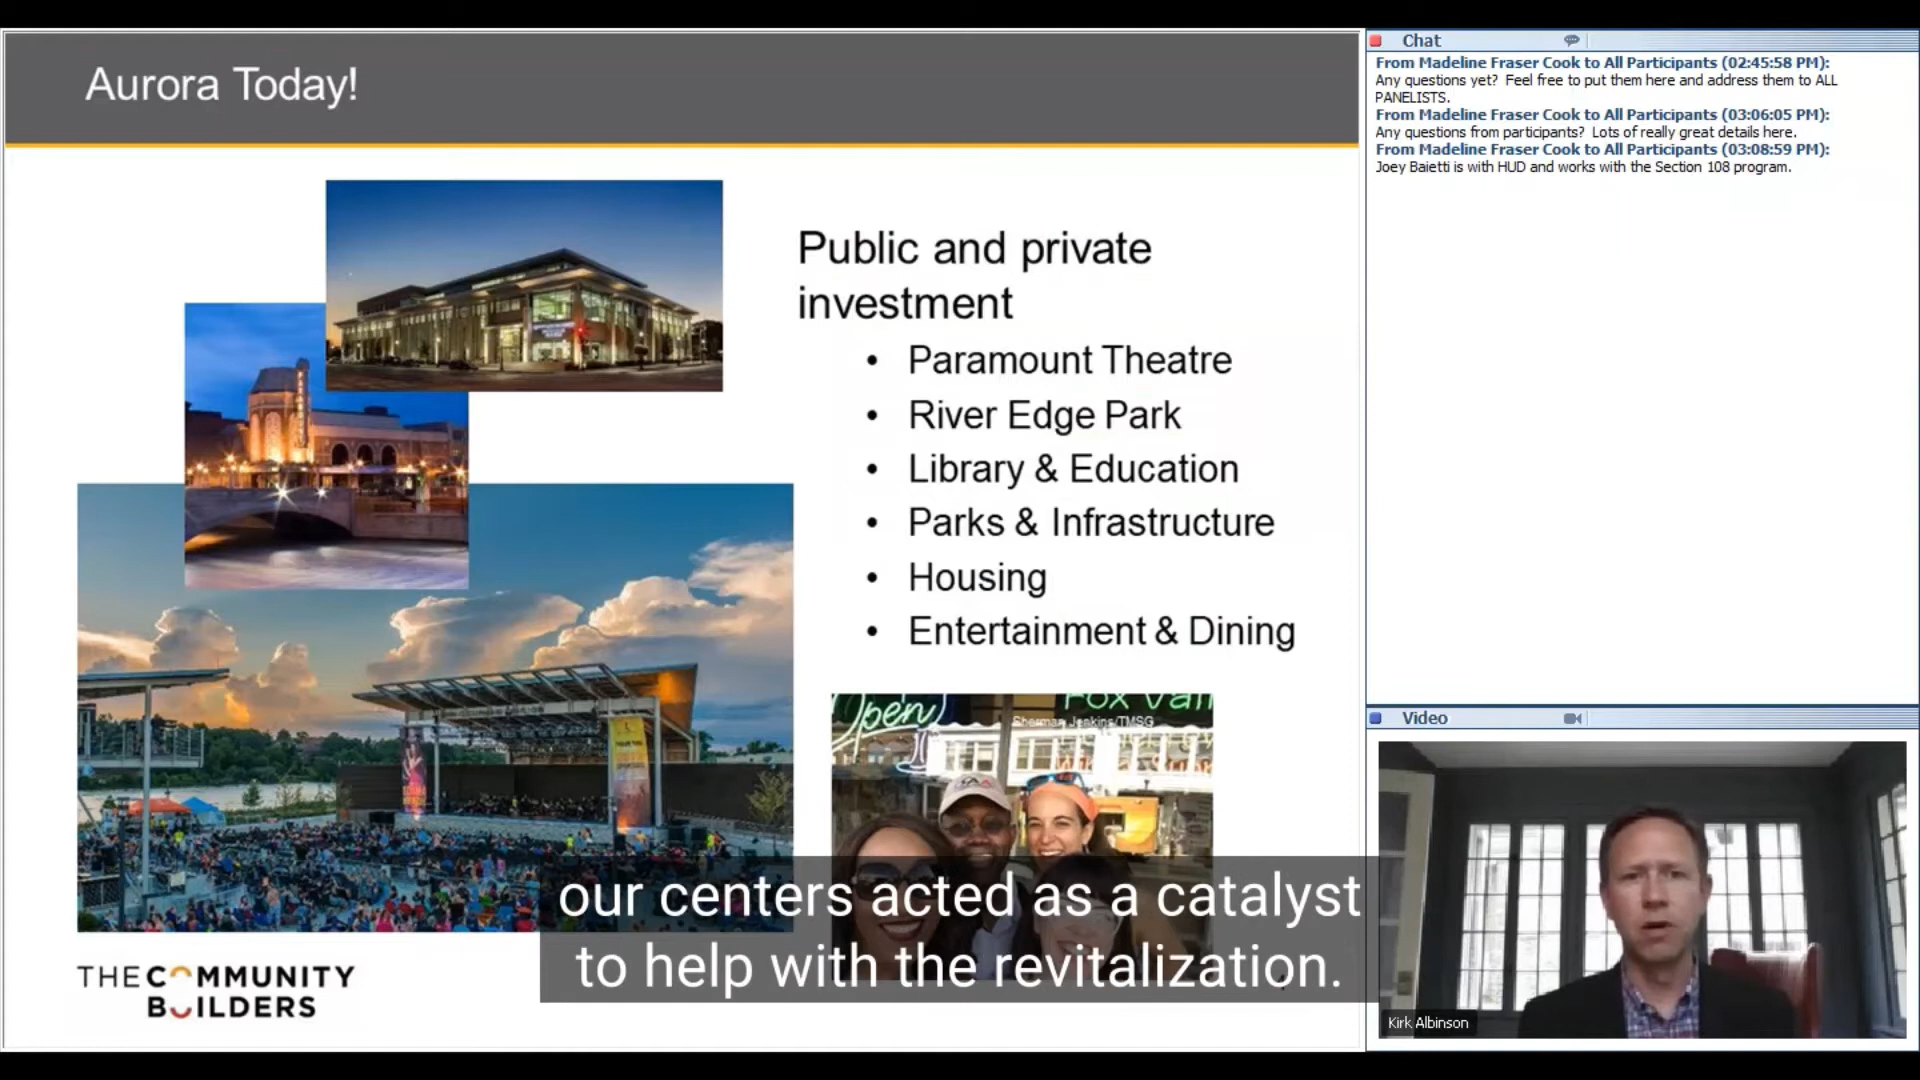 Aurora Today!
Public and private
investment
• Paramount Theatre
• River Edge Park
• Library & Education
• Parks & Infrastructure
• Housing
• Entertainment & Dining
PARAMOUNT
Open
Fox Vall
Sherman Jenkins/TMSG
our centers acted as a catalyst
to help with the revitalization.
THE COMMUNITY
BUILDERS
Chat
From Madeline Fraser Cook to All Participants (02:45:58 PM):
Any questions yet? Feel free to put them here and address them to ALL
PANELISTS.
From Madeline Fraser Cook to All Participants (03:06:05 PM):
Any questions from participants? Lots of really great details here.
From Madeline Fraser Cook to All Participants (03:08:59 PM):
Joey Baietti is with HUD and works with the Section 108 program.
Video
Kirk Albinson